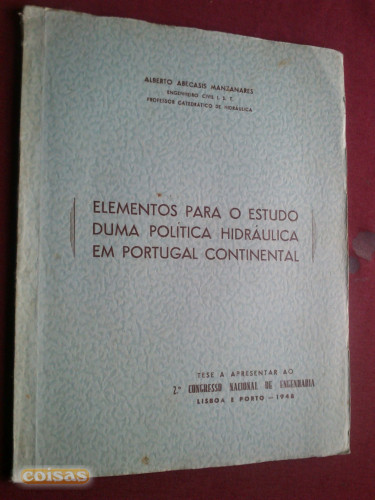 ALBERTO ABECASIS MANZANARES
ENGENHEIRO CIVIL I. S. T.
PROFESSOR CATEDRÁTICO DE HIDRÁULICA
ELEMENTOS PARA O ESTUDO
DUMA POLÍTICA HIDRÁULICA
EM PORTUGAL CONTINENTAL
TESE A APRESENTAR AO
2.º CONGRESSO NACIONAL DE ENGENHARIA
LISBOA E PORTO — 1948
coisas